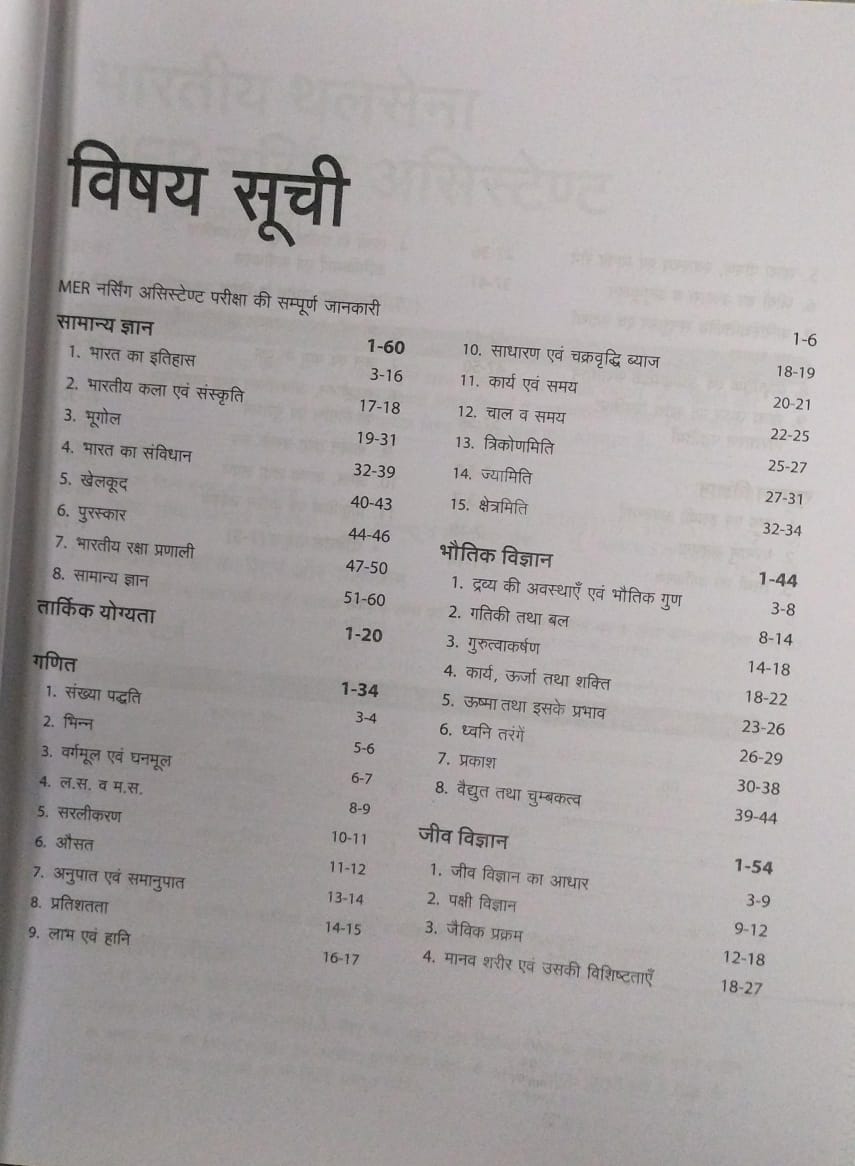 विषय सूची
MER नर्सिंग असिस्टेण्ट परीक्षा की सम्पूर्ण जानकारी 1-6
सामान्य ज्ञान 1-60
1. भारत का इतिहास 3-16
2. भारतीय कला एवं संस्कृति 17-18
3. भूगोल 19-31
4. भारत का संविधान 32-39
5. खेलकूद 40-43
6. पुरस्कार 44-46
7. भारतीय रक्षा प्रणाली 47-50
8. सामान्य ज्ञान 51-60
तार्किक योग्यता 1-20
गणित 1-34
1. संख्या पद्धति 3-4
2. भिन्न 5-6
3. वर्गमूल एवं घनमूल 6-7
4. ल.स. व म.स. 8-9
5. सरलीकरण 10-11
6. औसत 11-12
7. अनुपात एवं समानुपात 13-14
8. प्रतिशतता 14-15
9. लाभ एवं हानि 16-17
10. साधारण एवं चक्रवृद्धि ब्याज 18-19
11. कार्य एवं समय 20-21
12. चाल व समय 22-25
13. त्रिकोणमिति 25-27
14. ज्यामिति 27-31
15. क्षेत्रमिति 32-34
भौतिक विज्ञान 1-44
1. द्रव्य की अवस्थाएँ एवं भौतिक गुण 3-8
2. गतिकी तथा बल 8-14
3. गुरुत्वाकर्षण 14-18
4. कार्य, ऊर्जा तथा शक्ति 18-22
5. ऊष्मा तथा इसके प्रभाव 23-26
6. ध्वनि तरंगें 26-29
7. प्रकाश 30-38
8. वैद्युत तथा चुम्बकत्व 39-44
जीव विज्ञान 1-54
1. जीव विज्ञान का आधार 3-9
2. पक्षी विज्ञान 9-12
3. जैविक प्रक्रम 12-18
4. मानव शरीर एवं उसकी विशिष्टताएँ 18-27